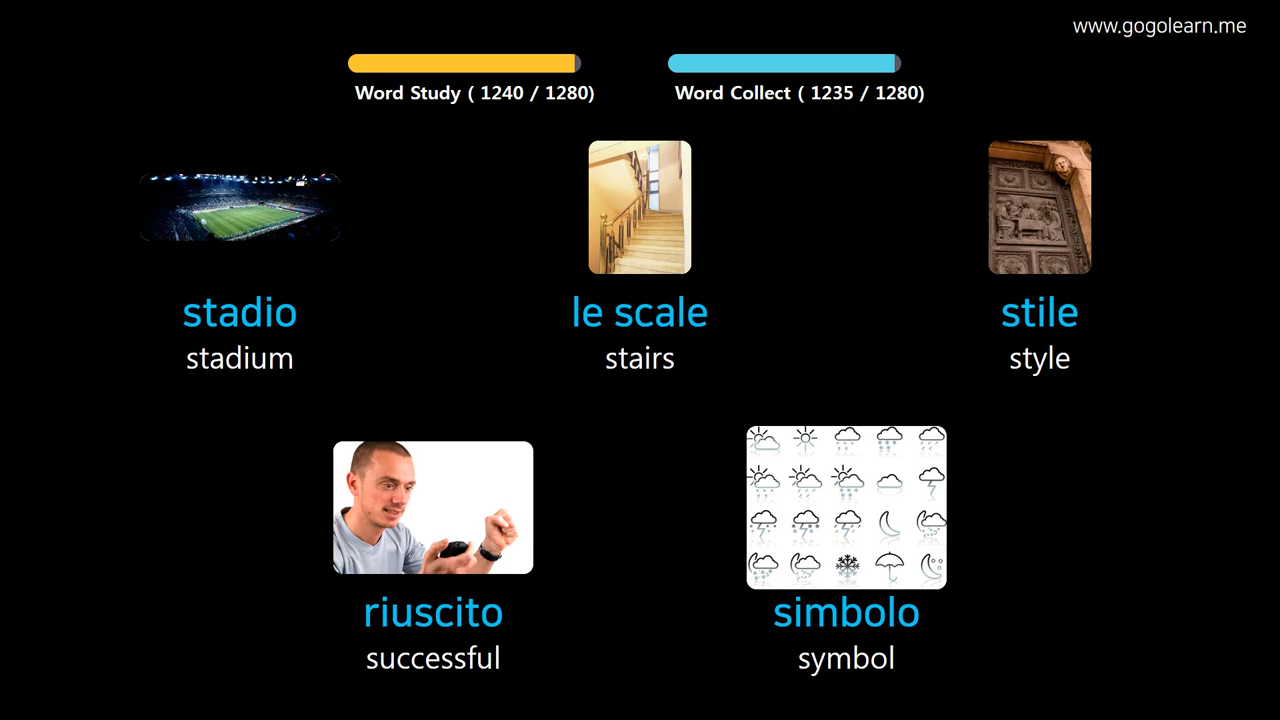 www.gogolearn.me
Word Study ( 1240 / 1280)
Word Collect ( 1235 / 1280)
stadio
stadium
le scale
stairs
stile
style
riuscito
successful
simbolo
symbol